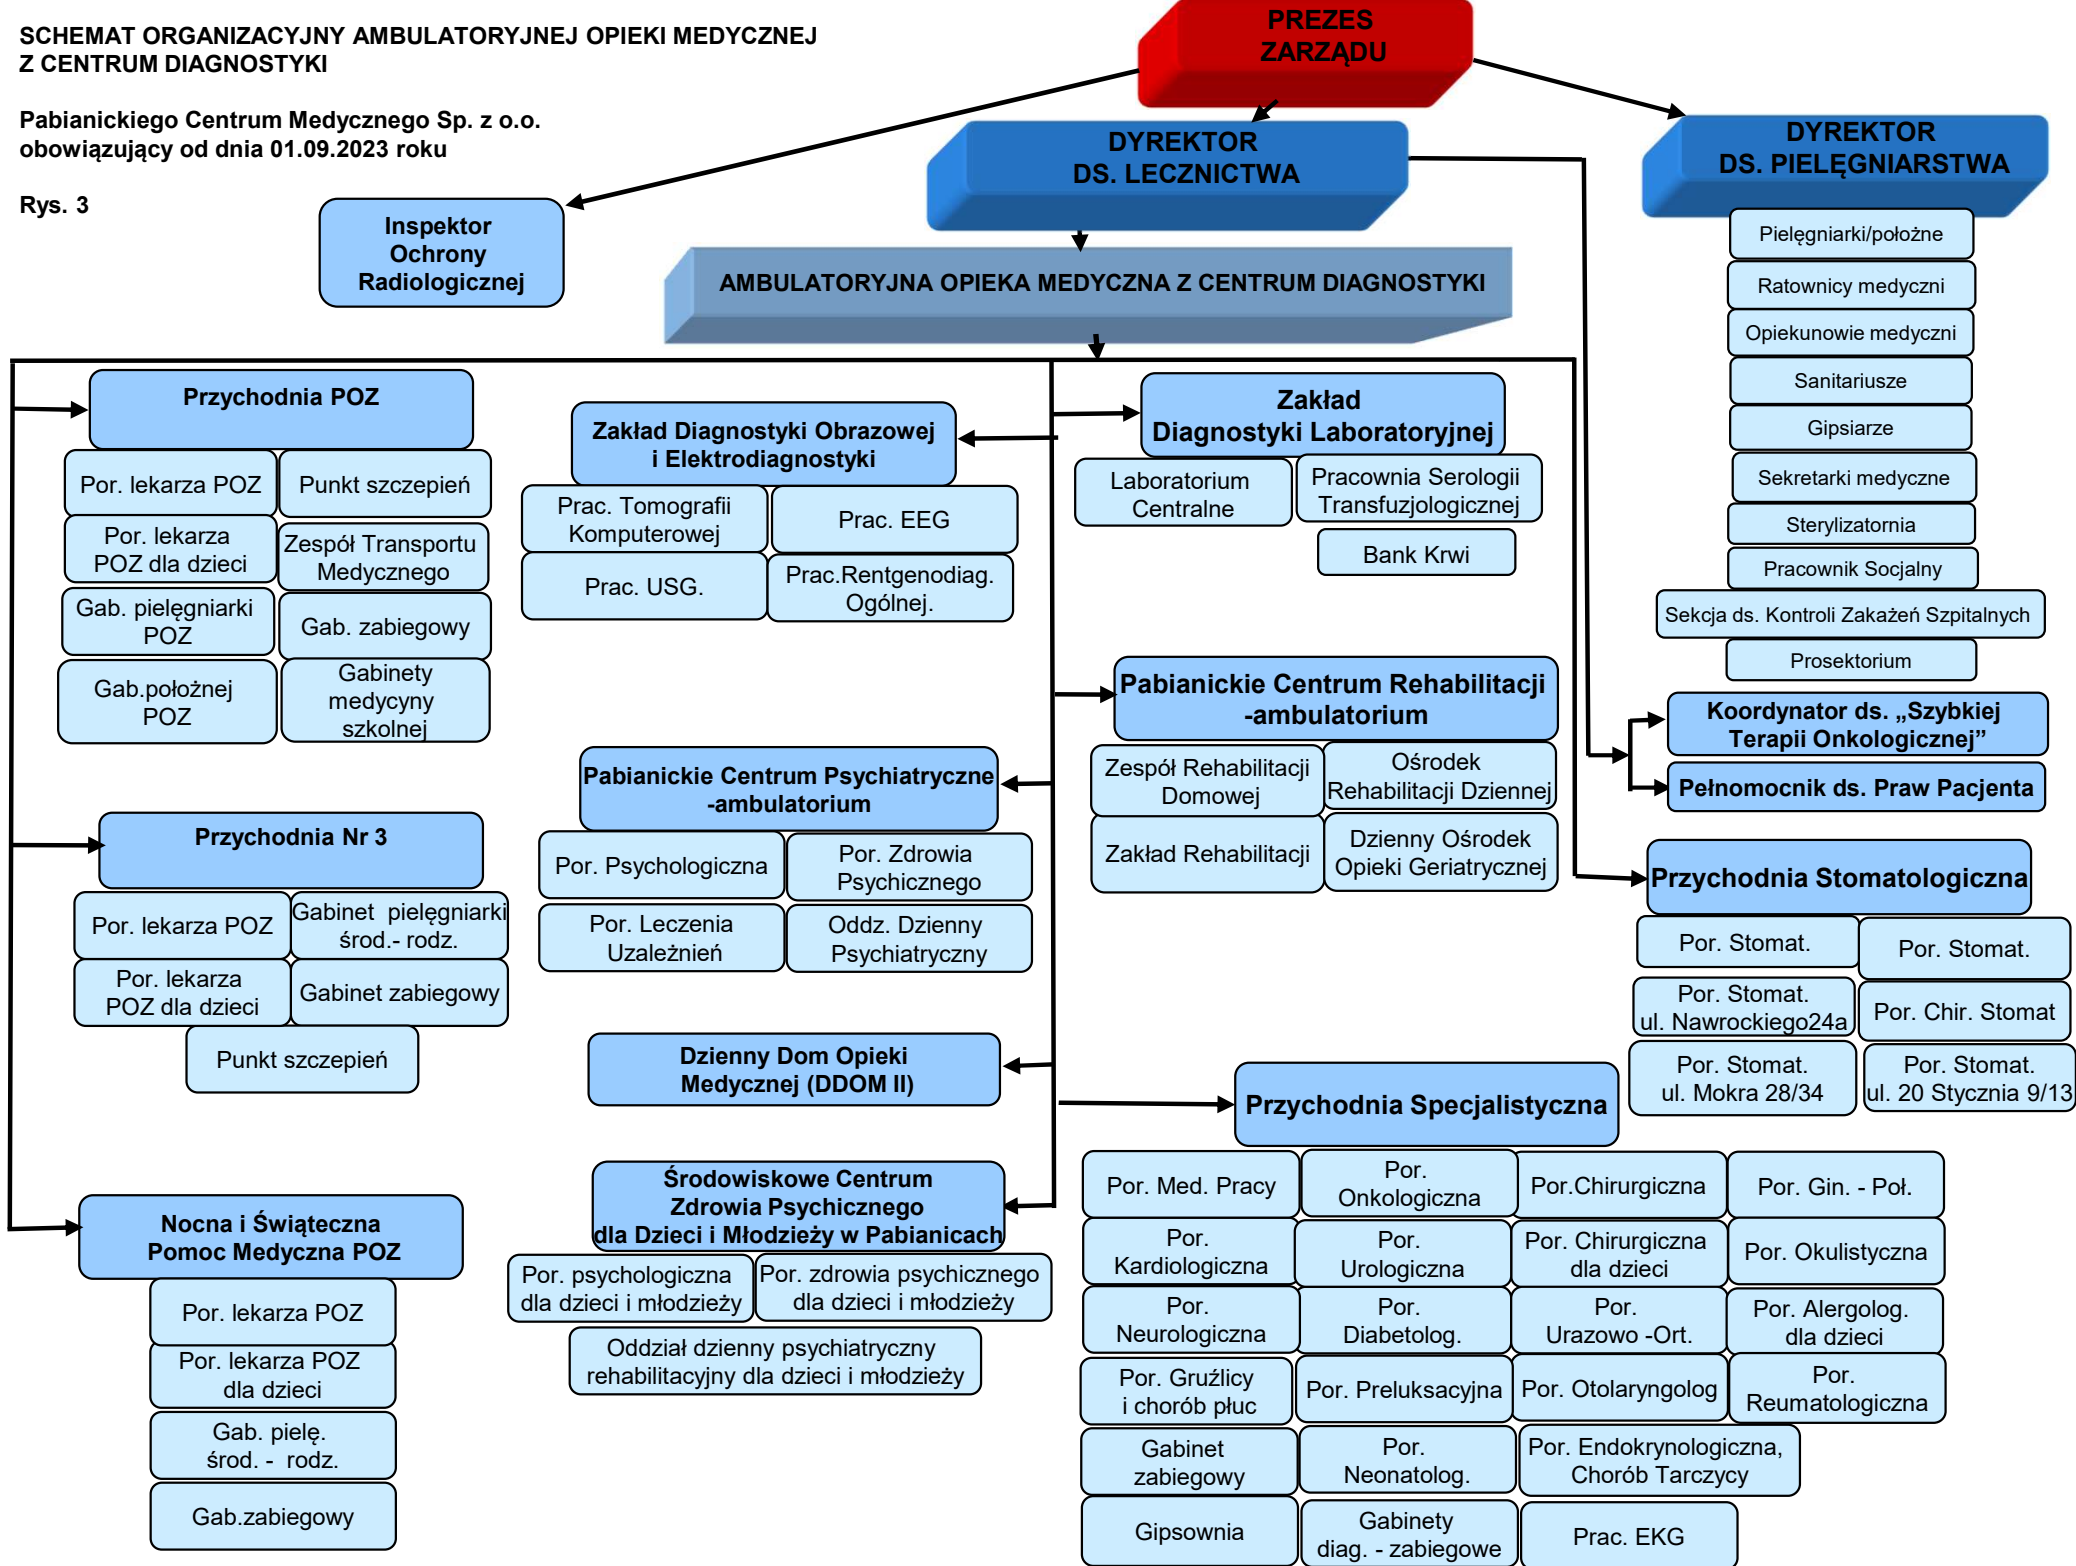 SCHEMAT ORGANIZACYJNY AMBULATORYJNEJ OPIEKI MEDYCZNEJ
Z CENTRUM DIAGNOSTYKI
Pabianickiego Centrum Medycznego Sp. z o.o.
obowiązujący od dnia 01.09.2023 roku
Rys. 3
PREZES
ZARZĄDU
DYREKTOR
DS. LECZNICTWA
DYREKTOR
DS. PIELĘGNIARSTWA
Inspektor
Ochrony
Radiologicznej
AMBULATORYJNA OPIEKA MEDYCZNA Z CENTRUM DIAGNOSTYKI
Pielęgniarki/położne
Ratownicy medyczni
Opiekunowie medyczni
Sanitariusze
Gipsiarze
Sekretarki medyczne
Sterylizatornia
Pracownik Socjalny
Sekcja ds. Kontroli Zakażeń Szpitalnych
Prosektorium
Koordynator ds. „Szybkiej
Terapii Onkologicznej”
Pełnomocnik ds. Praw Pacjenta
Przychodnia POZ
Por. lekarza POZ
Punkt szczepień
Por. lekarza
POZ dla dzieci
Zespół Transportu
Medycznego
Gab. pielęgniarki
POZ
Gab. zabiegowy
Gab.położnej
POZ
Gabinety
medycyny
szkolnej
Przychodnia Nr 3
Por. lekarza POZ
Gabinet pielęgniarki
środ.- rodz.
Por. lekarza
POZ dla dzieci
Gabinet zabiegowy
Punkt szczepień
Nocna i Świąteczna
Pomoc Medyczna POZ
Por. lekarza POZ
Por. lekarza POZ
dla dzieci
Gab. pielę.
środ. - rodz.
Gab.zabiegowy
Zakład Diagnostyki Obrazowej
i Elektrodiagnostyki
Prac. Tomografii
Komputerowej
Prac. EEG
Prac. USG.
Prac.Rentgenodiag.
Ogólnej.
Pabianickie Centrum Psychiatryczne
-ambulatorium
Por. Psychologiczna
Por. Zdrowia
Psychicznego
Por. Leczenia
Uzależnień
Oddz. Dzienny
Psychiatryczny
Dzienny Dom Opieki
Medycznej (DDOM II)
Środowiskowe Centrum
Zdrowia Psychicznego
dla Dzieci i Młodzieży w Pabianicach
Por. psychologiczna
dla dzieci i młodzieży
Por. zdrowia psychicznego
dla dzieci i młodzieży
Oddział dzienny psychiatryczny
rehabilitacyjny dla dzieci i młodzieży
Zakład
Diagnostyki Laboratoryjnej
Laboratorium
Centralne
Pracownia Serologii
Transfuzjologicznej
Bank Krwi
Pabianickie Centrum Rehabilitacji
-ambulatorium
Zespół Rehabilitacji
Domowej
Ośrodek
Rehabilitacji Dziennej
Zakład Rehabilitacji
Dzienny Ośrodek
Opieki Geriatrycznej
Przychodnia Stomatologiczna
Por. Stomat.
Por. Stomat.
Por. Stomat.
ul. Nawrockiego24a
Por. Chir. Stomat
Por. Stomat.
ul. Mokra 28/34
Por. Stomat.
ul. 20 Stycznia 9/13
Przychodnia Specjalistyczna
Por. Med. Pracy
Por.
Onkologiczna
Por.Chirurgiczna
Por. Gin. - Poł.
Por.
Kardiologiczna
Por.
Urologiczna
Por. Chirurgiczna
dla dzieci
Por. Okulistyczna
Por.
Neurologiczna
Por.
Diabetolog.
Por.
Urazowo -Ort.
Por. Alergolog.
dla dzieci
Por. Gruźlicy
i chorób płuc
Por. Preluksacyjna
Por. Otolaryngolog
Por.
Reumatologiczna
Gabinet
zabiegowy
Por.
Neonatolog.
Por. Endokrynologiczna,
Chorób Tarczycy
Gipsownia
Gabinety
diag. - zabiegowe
Prac. EKG